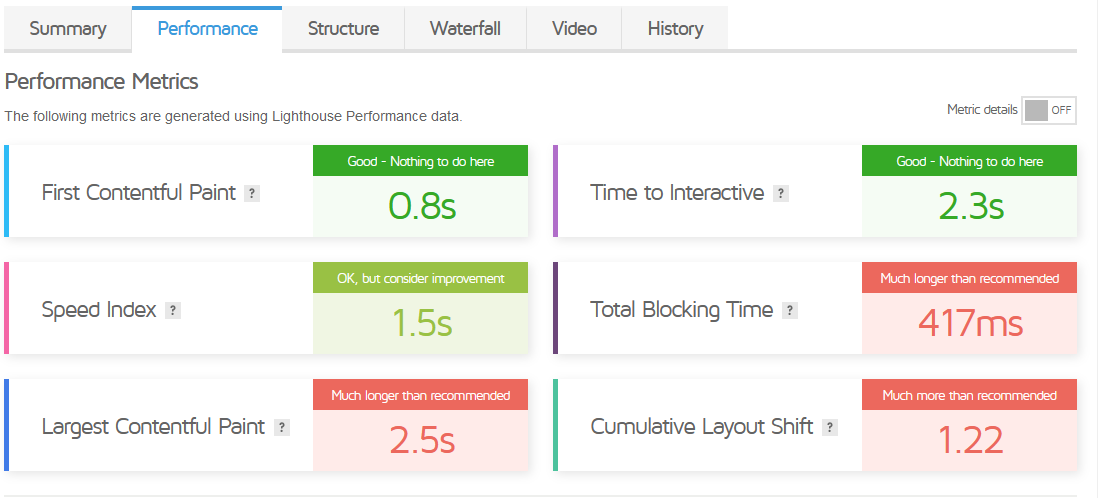 Summary Performance Structure Waterfall Video History
Performance Metrics
The following metrics are generated using Lighthouse Performance data.
Metric details OFF
First Contentful Paint ?
Good - Nothing to do here
0.8s
Time to Interactive ?
Good - Nothing to do here
2.3s
Speed Index ?
OK, but consider improvement
1.5s
Total Blocking Time ?
Much longer than recommended
417ms
Largest Contentful Paint ?
Much longer than recommended
2.5s
Cumulative Layout Shift ?
Much more than recommended
1.22